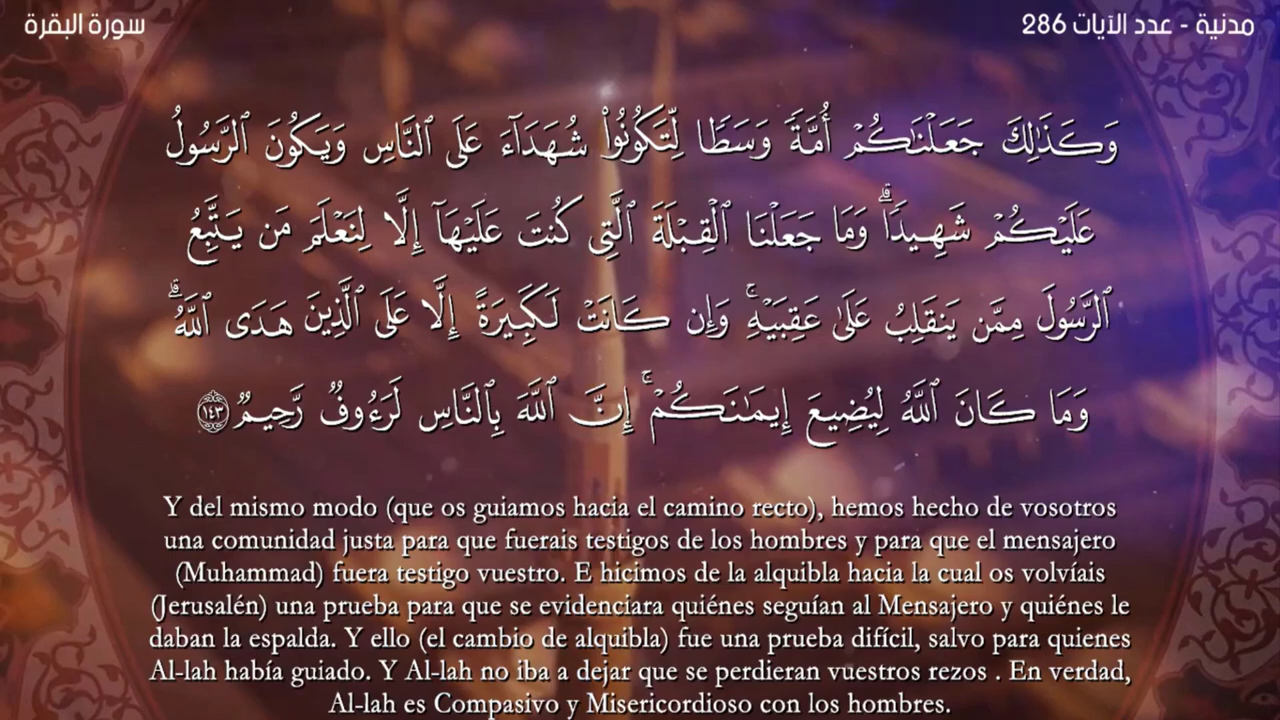 سورة البقرة
مدنية - عدد الآيات 286
وَكَذَٰلِكَ جَعَلْنَـٰكُمْ أُمَّةً وَسَطًا لِّتَكُونُوا۟ شُهَدَآءَ عَلَى ٱلنَّاسِ وَيَكُونَ ٱلرَّسُولُ
عَلَيْكُمْ شَهِيدًا ۗ وَمَا جَعَلْنَا ٱلْقِبْلَةَ ٱلَّتِى كُنتَ عَلَيْهَآ إِلَّا لِنَعْلَمَ مَن يَتَّبِعُ
ٱلرَّسُولَ مِمَّن يَنقَلِبُ عَلَىٰ عَقِبَيْهِ ۚ وَإِن كَانَتْ لَكَبِيرَةً إِلَّا عَلَى ٱلَّذِينَ هَدَى ٱللَّهُ ۗ
وَمَا كَانَ ٱللَّهُ لِيُضِيعَ إِيمَـٰنَكُمْ ۚ إِنَّ ٱللَّهَ بِٱلنَّاسِ لَرَءُوفٌ رَّحِيمٌ ١٤٣
Y del mismo modo (que os guiamos hacia el camino recto), hemos hecho de vosotros
una comunidad justa para que fuerais testigos de los hombres y para que el mensajero
(Muhammad) fuera testigo vuestro. E hicimos de la alquibla hacia la cual os volvíais
(Jerusalén) una prueba para que se evidenciara quiénes seguían al Mensajero y quiénes le
daban la espalda. Y ello (el cambio de alquibla) fue una prueba difícil, salvo para quienes
Al-lah había guiado. Y Al-lah no iba a dejar que se perdieran vuestros rezos . En verdad,
Al-lah es Compasivo y Misericordioso con los hombres.